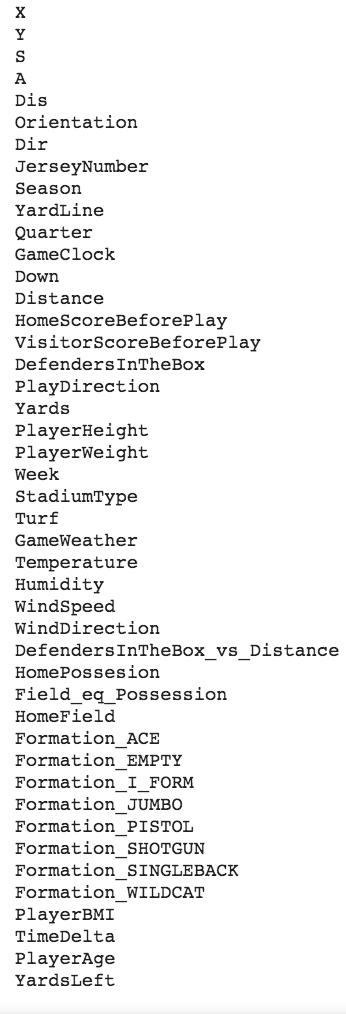 X
Y
S
A
Dis
Orientation
Dir
JerseyNumber
Season
YardLine
Quarter
GameClock
Down
Distance
HomeScoreBeforePlay
VisitorScoreBeforePlay
DefendersInTheBox
PlayDirection
Yards
PlayerHeight
PlayerWeight
Week
StadiumType
Turf
GameWeather
Temperature
Humidity
WindSpeed
WindDirection
DefendersInTheBox_vs_Distance
HomePossesion
Field_eq_Possession
HomeField
Formation_ACE
Formation_EMPTY
Formation_I_FORM
Formation_JUMBO
Formation_PISTOL
Formation_SHOTGUN
Formation_SINGLEBACK
Formation_WILDCAT
PlayerBMI
TimeDelta
PlayerAge
YardsLeft